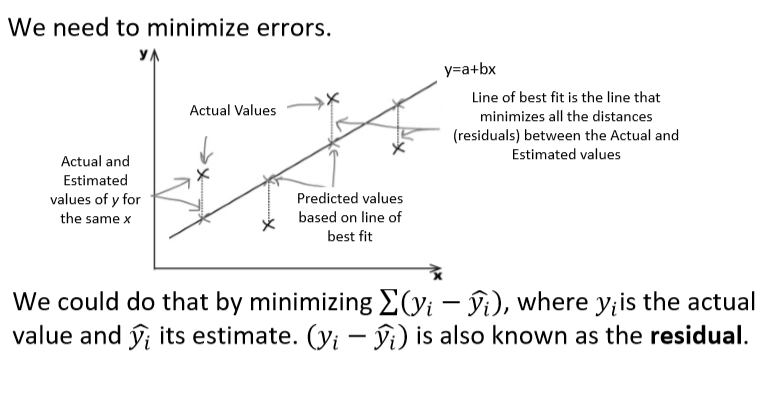 We need to minimize errors.
y
y=a+bx
Line of best fit is the line that
minimizes all the distances
(residuals) between the Actual and
Estimated values
Actual Values
Actual and
Estimated
values of y for
the same x
Predicted values
based on line of
best fit
x
We could do that by minimizing ∑(yᵢ − ŷᵢ), where yᵢis the actual
value and ŷᵢ its estimate. (yᵢ − ŷᵢ) is also known as the residual.